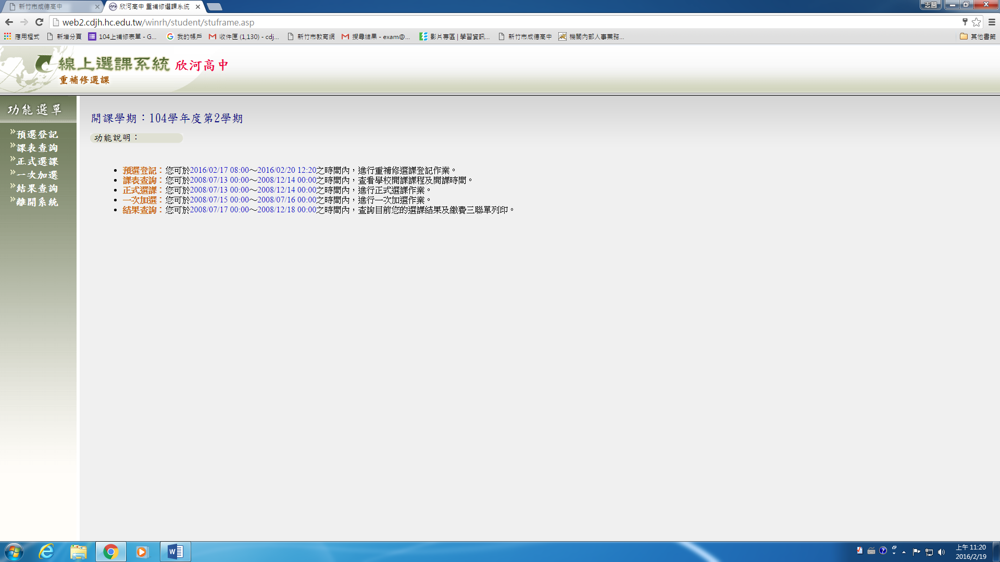 新竹市成德高中
欣河高中 重補修選課系統
志圓
web2.cdjh.hc.edu.tw/winrh/student/stuframe.asp
應用程式
新增分頁
104上補修表單 - G...
我的帳戶
收件匣 (1,130) - cdj...
新竹市教育網
搜尋結果 - exam@...
影片專區 | 學習資訊...
新竹市成德高中
機關內部人事業務...
其他書籤
線上選課系統 欣河高中
重補修選課
功能選單
預選登記
課表查詢
正式選課
一次加選
結果查詢
離開系統
開課學期：104學年度第2學期
功能說明：
預選登記：您可於2016/02/17 08:00～2016/02/20 12:20之時間內，進行重補修選課登記作業。
課表查詢：您可於2008/07/13 00:00～2008/12/14 00:00之時間內，查看學校開課課程及開課時間。
正式選課：您可於2008/07/13 00:00～2008/12/14 00:00之時間內，進行正式選課作業。
一次加選：您可於2008/07/15 00:00～2008/07/16 00:00之時間內，進行一次加選作業。
結果查詢：您可於2008/07/17 00:00～2008/12/18 00:00之時間內，查詢目前您的選課結果及繳費三聯單列印。
上午 11:20
2016/2/19